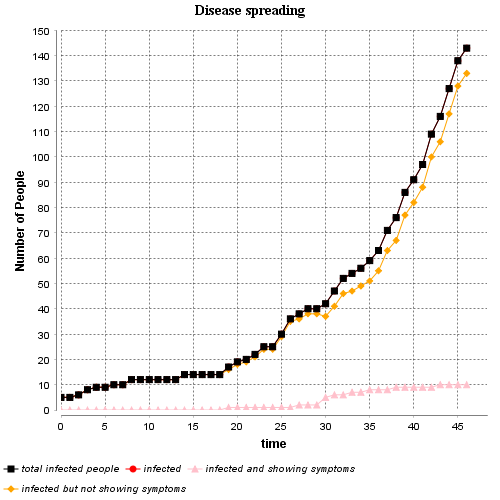 Disease spreading
Number of People
150
140
130
120
110
100
90
80
70
60
50
40
30
20
10
0
0 5 10 15 20 25 30 35 40 45
time
total infected people infected infected and showing symptoms
infected but not showing symptoms